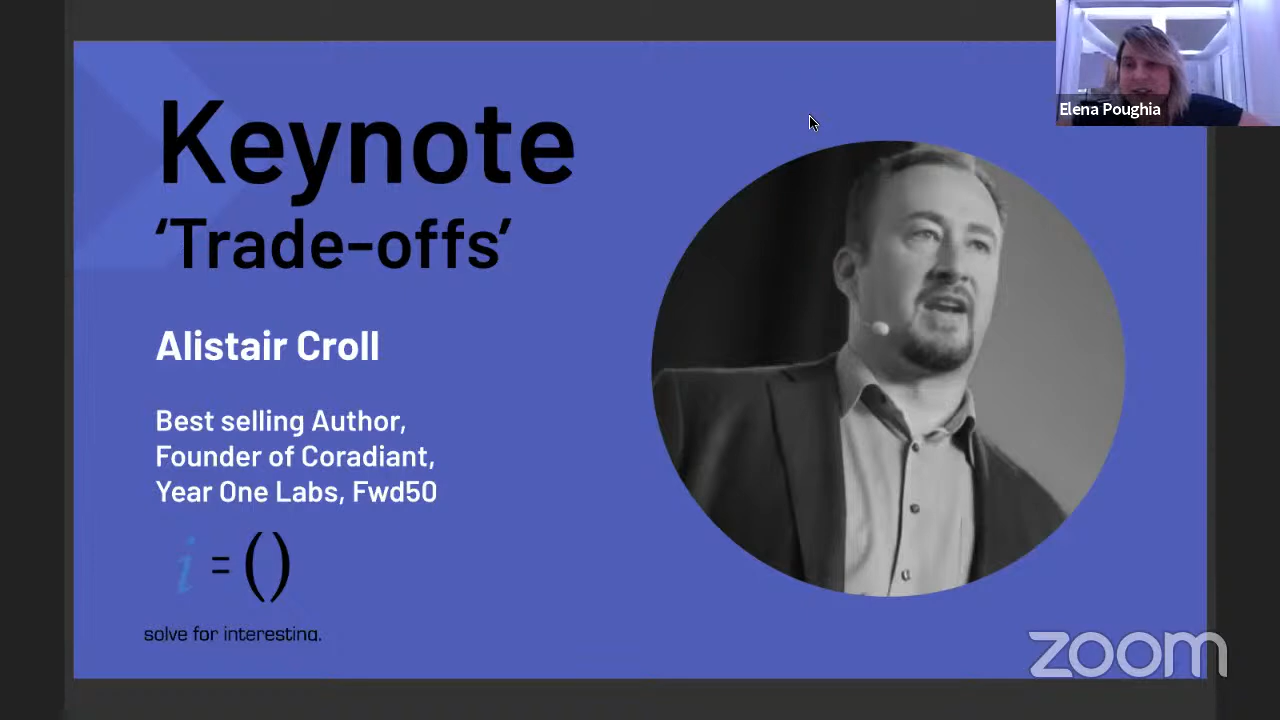 Keynote
'Trade-offs'
Alistair Croll
Best selling Author,
Founder of Coradiant,
Year One Labs, Fwd50
i = ()
solve for interesting.
Elena Poughia
zoom